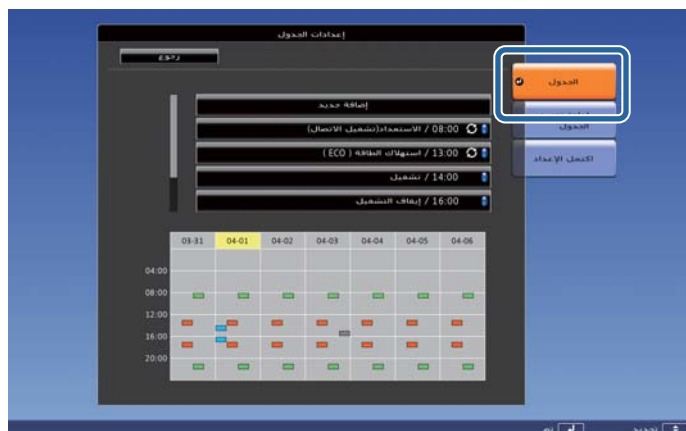 إعدادات الجدول
رجوع
الجدول
الجدول
اكتمل الإعداد
إضافة جديد
08:00 / الاستعداد(تشغيل الاتصال)
13:00 / استهلاك الطاقة ( ECO )
14:00 / تشغيل
16:00 / إيقاف التشغيل
03-31 04-01 04-02 04-03 04-04 04-05 04-06
04:00
08:00
12:00
16:00
20:00
تحديد